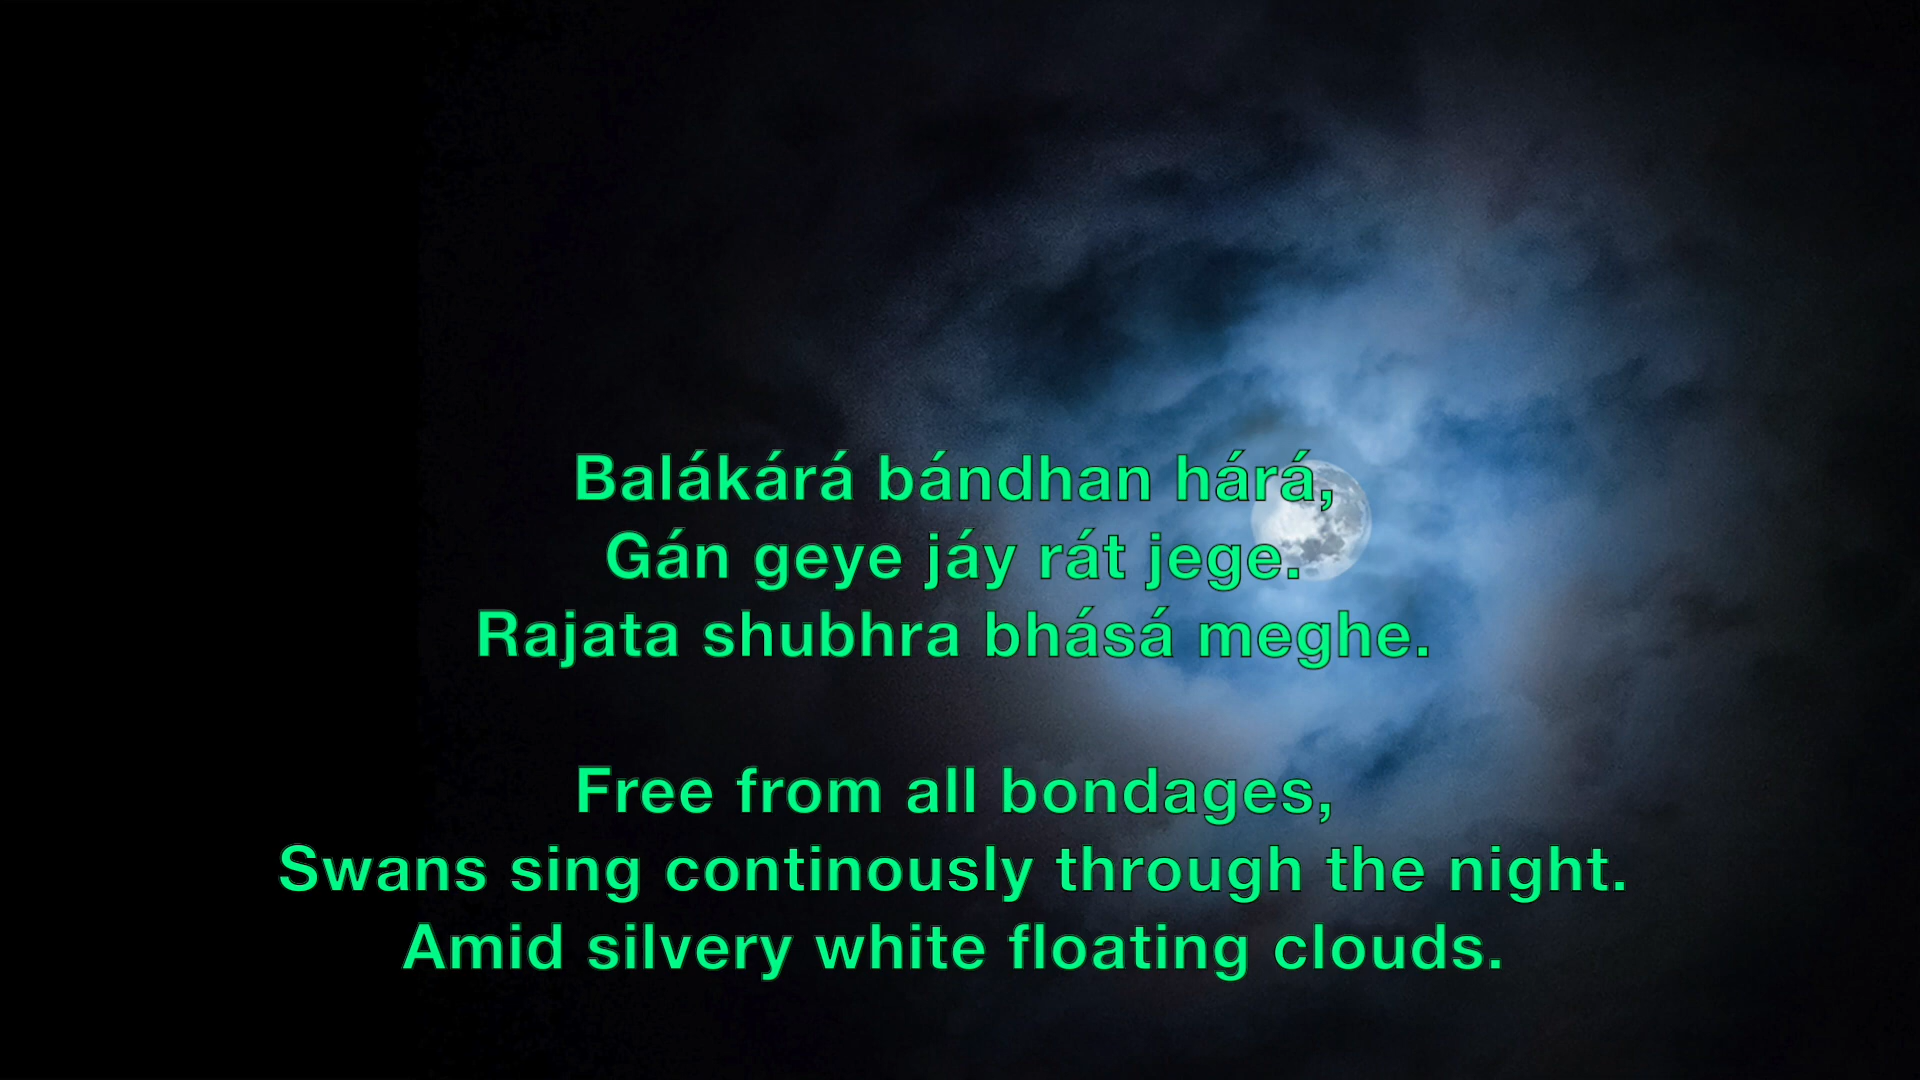 Balákárá bándhan hárá,
Gán geye jáy rát jege.
Rajata shubhra bhásá meghe.
Free from all bondages,
Swans sing continously through the night.
Amid silvery white floating clouds.